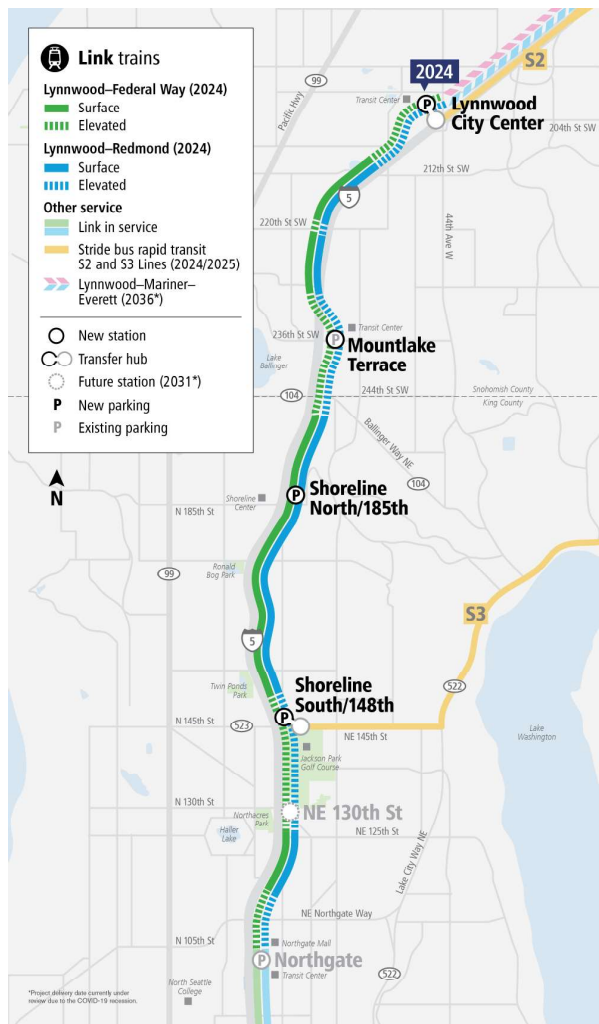 Link trains
Lynnwood–Federal Way (2024)
Surface
Elevated
Lynnwood–Redmond (2024)
Surface
Elevated
Other service
Link in service
Stride bus rapid transit
S2 and S3 Lines (2024/2025)
Lynnwood–Mariner–
Everett (2036*)
New station
Transfer hub
Future station (2031*)
P New parking
P Existing parking
N
S2
2024
99
Pacific Hwy
Transit Center
P
Lynnwood
City Center
204th St SW
212th St SW
5
220th St SW
44th Ave W
236th St SW
Transit Center
P
Mountlake
Terrace
Lake
Ballinger
104
244th St SW
Snohomish County
King County
Ballinger Way NE
104
Shoreline
Center
P
Shoreline
North/185th
N 185th St
Ronald
Bog Park
99
5
S3
522
Twin Ponds
Park
Shoreline
South/148th
P
N 145th St
523
NE 145th St
Lake
Washington
Jackson Park
Golf Course
N 130th St
Northacres
Park
NE 130th St
Haller
Lake
NE 125th St
Lake City Way NE
NE Northgate Way
N 105th St
Northgate Mall
P
Northgate
Transit Center
522
North Seattle
College
*Project delivery date currently under
review due to the COVID-19 recession.